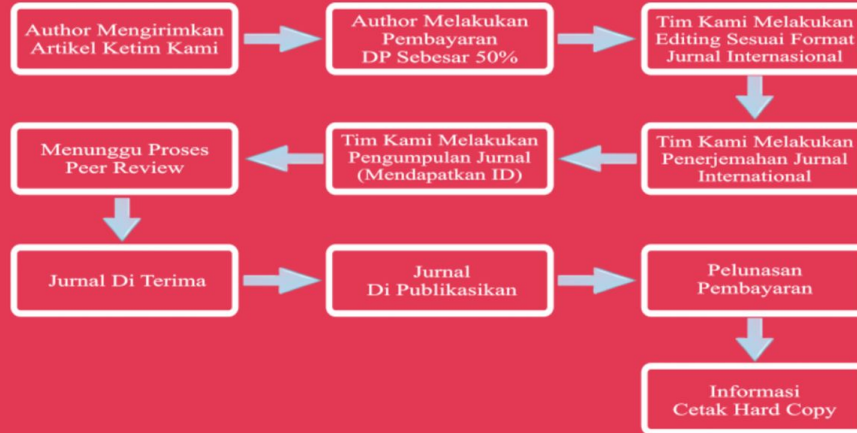 Author Mengirimkan
Artikel Ketim Kami
Author Melakukan
Pembayaran
DP Sebesar 50%
Tim Kami Melakukan
Editing Sesuai Format
Jurnal Internasional
Tim Kami Melakukan
Penerjemahan Jurnal
International
Tim Kami Melakukan
Pengumpulan Jurnal
(Mendapatkan ID)
Menunggu Proses
Peer Review
Jurnal Di Terima
Jurnal
Di Publikasikan
Pelunasan
Pembayaran
Informasi
Cetak Hard Copy